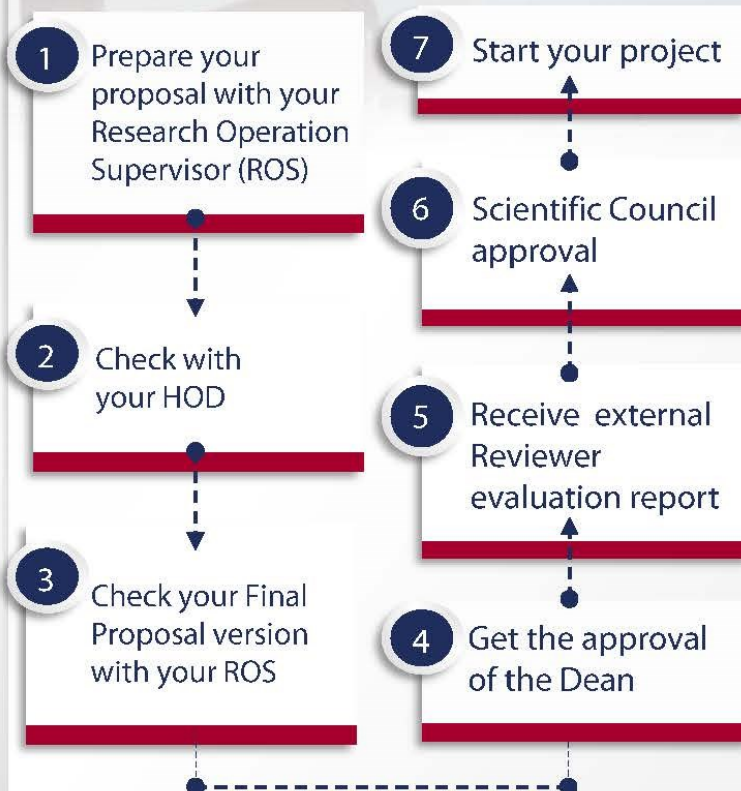 1
Prepare your
proposal with your
Research Operation
Supervisor (ROS)
2
Check with
your HOD
3
Check your Final
Proposal version
with your ROS
4
Get the approval
of the Dean
5
Receive external
Reviewer
evaluation report
6
Scientific Council
approval
7
Start your project